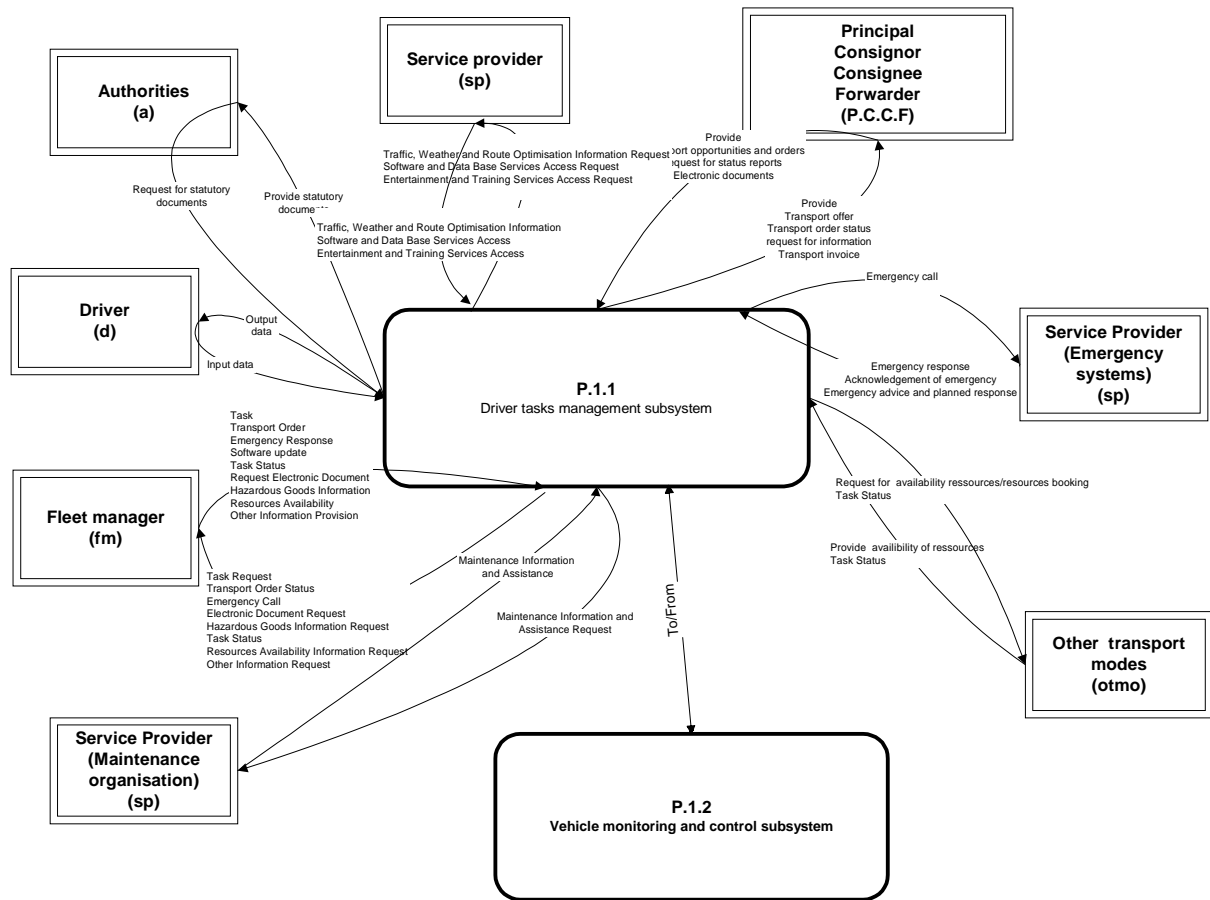 Authorities
(a)
Service provider
(sp)
Principal
Consignor
Consignee
Forwarder
(P.C.C.F)
Request for statutory
documents
Provide statutory
Traffic, Weather and Route Optimisation Information Request
Software and Data Base Services Access Request
Entertainment and Training Services Access Request
Provide
opportunities and orders
request for status reports
Electronic documents
Traffic, Weather and Route Optimisation Information
Software and Data Base Services Access
Entertainment and Training Services Access
Provide
Transport offer
Transport order status
request for information
Transport invoice
Emergency call
Driver
(d)
Output
data
Input data
Service Provider
(Emergency
systems)
(sp)
P.1.1
Driver tasks management subsystem
Emergency response
Acknowledgement of emergency
Emergency advice and planned response
Task
Transport Order
Emergency Response
Software update
Task Status
Request Electronic Document
Hazardous Goods Information
Resources Availability
Other Information Provision
Fleet manager
(fm)
Request for availability ressources/resources booking
Task Status
Provide availibility of ressources
Task Status
Maintenance Information
and Assistance
Task Request
Transport Order Status
Emergency Call
Electronic Document Request
Hazardous Goods Information Request
Task Status
Resources Availability Information Request
Other Information Request
Maintenance Information and
Assistance Request
To/From
Other transport
modes
(otmo)
Service Provider
(Maintenance
organisation)
(sp)
P.1.2
Vehicle monitoring and control subsystem